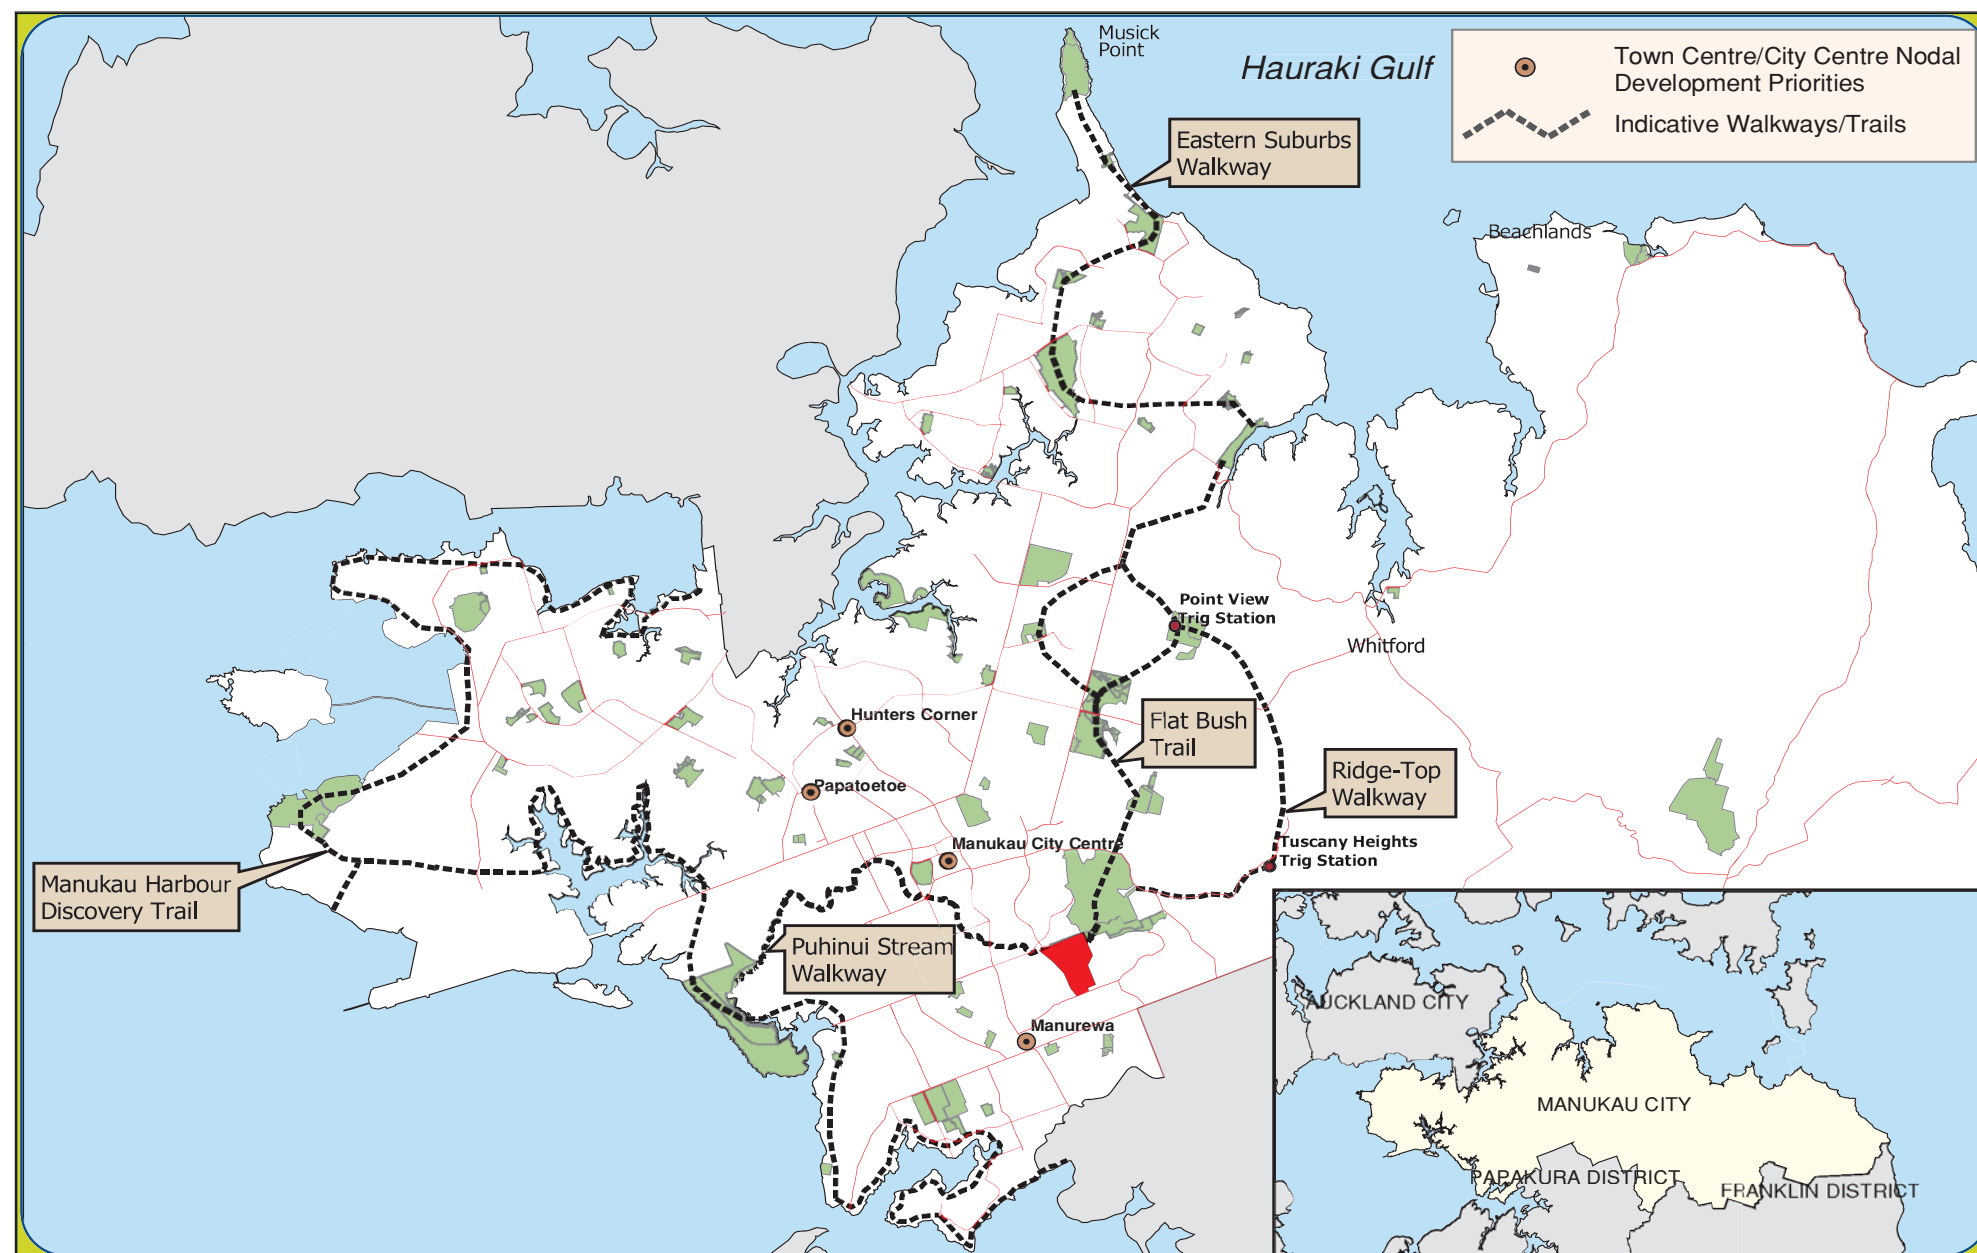 Musick
Point
Hauraki Gulf
Town Centre/City Centre Nodal
Development Priorities
Indicative Walkways/Trails
Eastern Suburbs
Walkway
Beachlands
Point View
Trig Station
Whitford
Hunters Corner
Flat Bush
Trail
Ridge-Top
Walkway
Papatoetoe
Manukau City Centre
Tuscany Heights
Trig Station
Manukau Harbour
Discovery Trail
Puhinui Stream
Walkway
Manurewa
AUCKLAND CITY
MANUKAU CITY
PAPAKURA DISTRICT
FRANKLIN DISTRICT